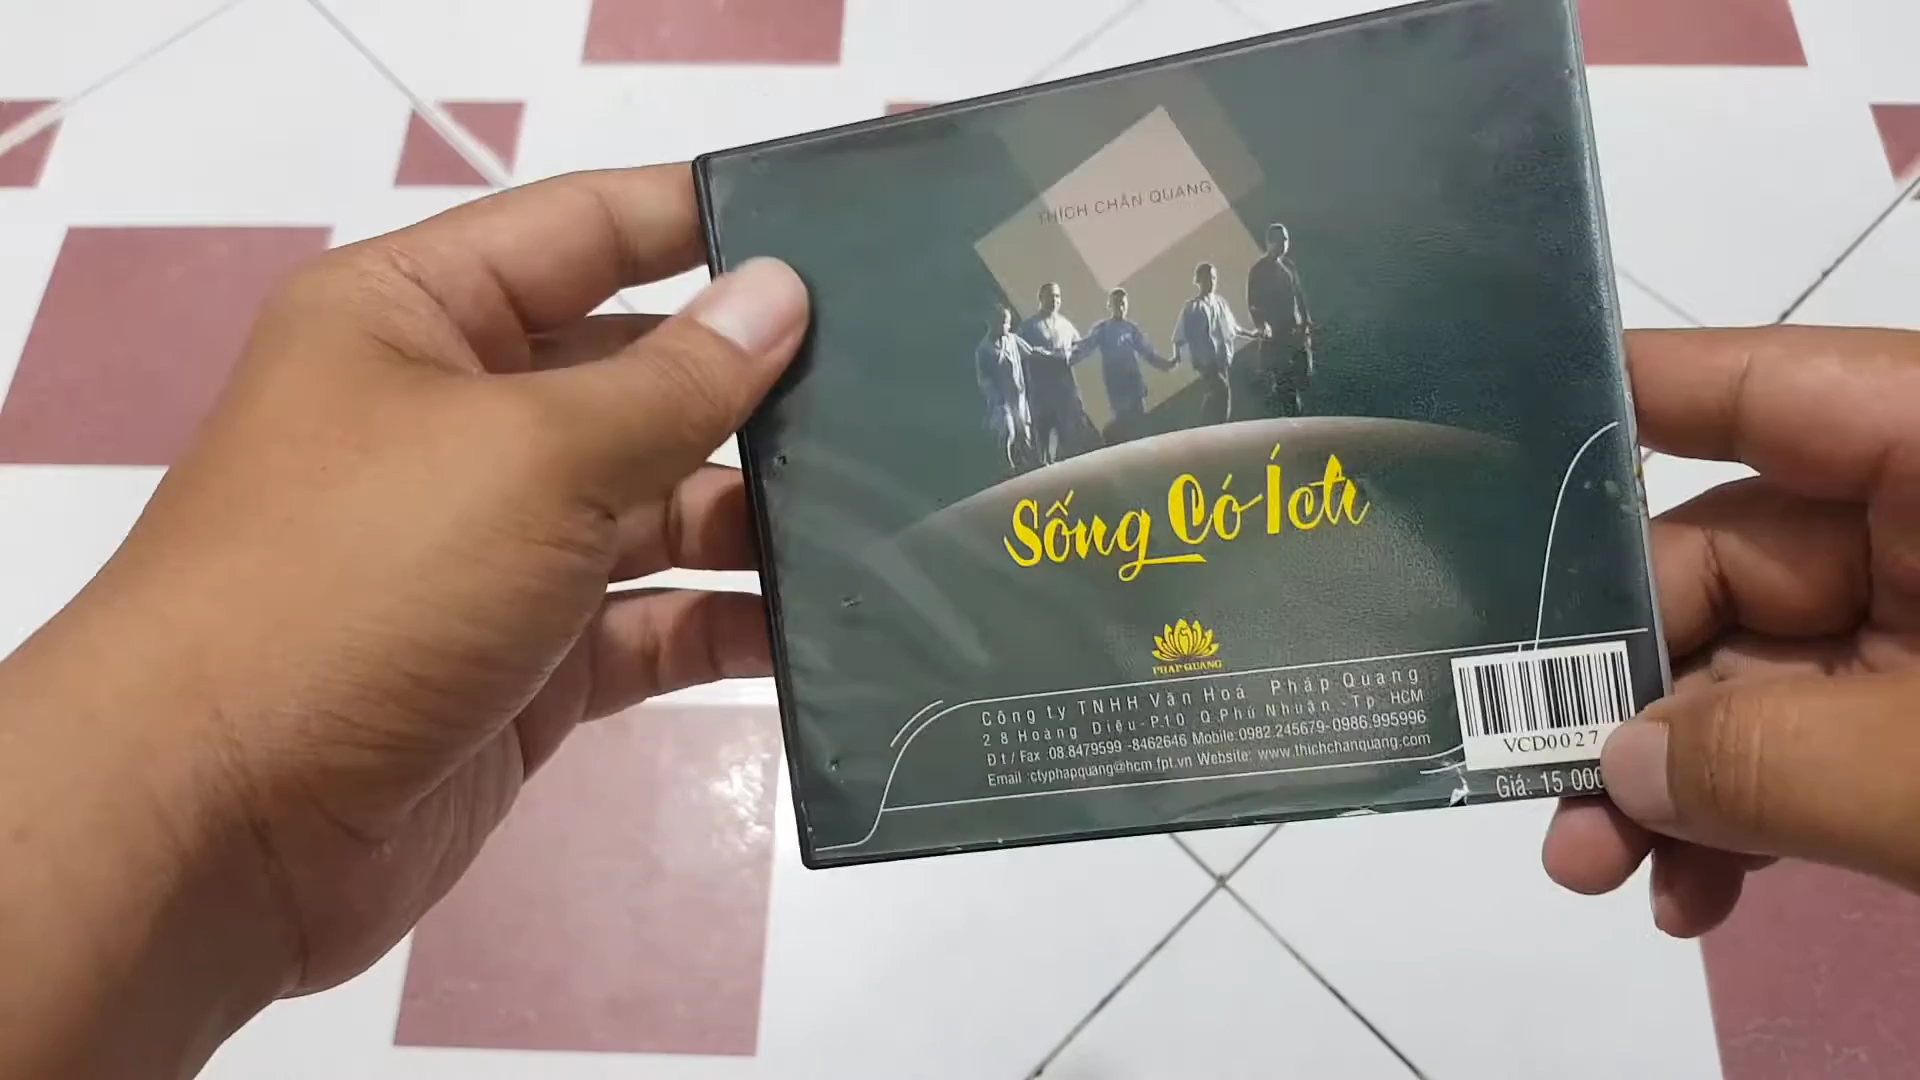 THÍCH CHÂN QUANG
Sống Có Ích
PHÁP QUANG
Công ty TNHH Văn Hoá Pháp Quang
28 Hoàng Diệu-P.10 Q.Phú Nhuận -Tp HCM
Đt / Fax 08.8479599 -8462646 Mobile:0982 245679-0986.995996
Email :ctyphapquang@hcm.fpt.vn Website: www.thichchanquang.com
VCD0027
Giá: 15 000